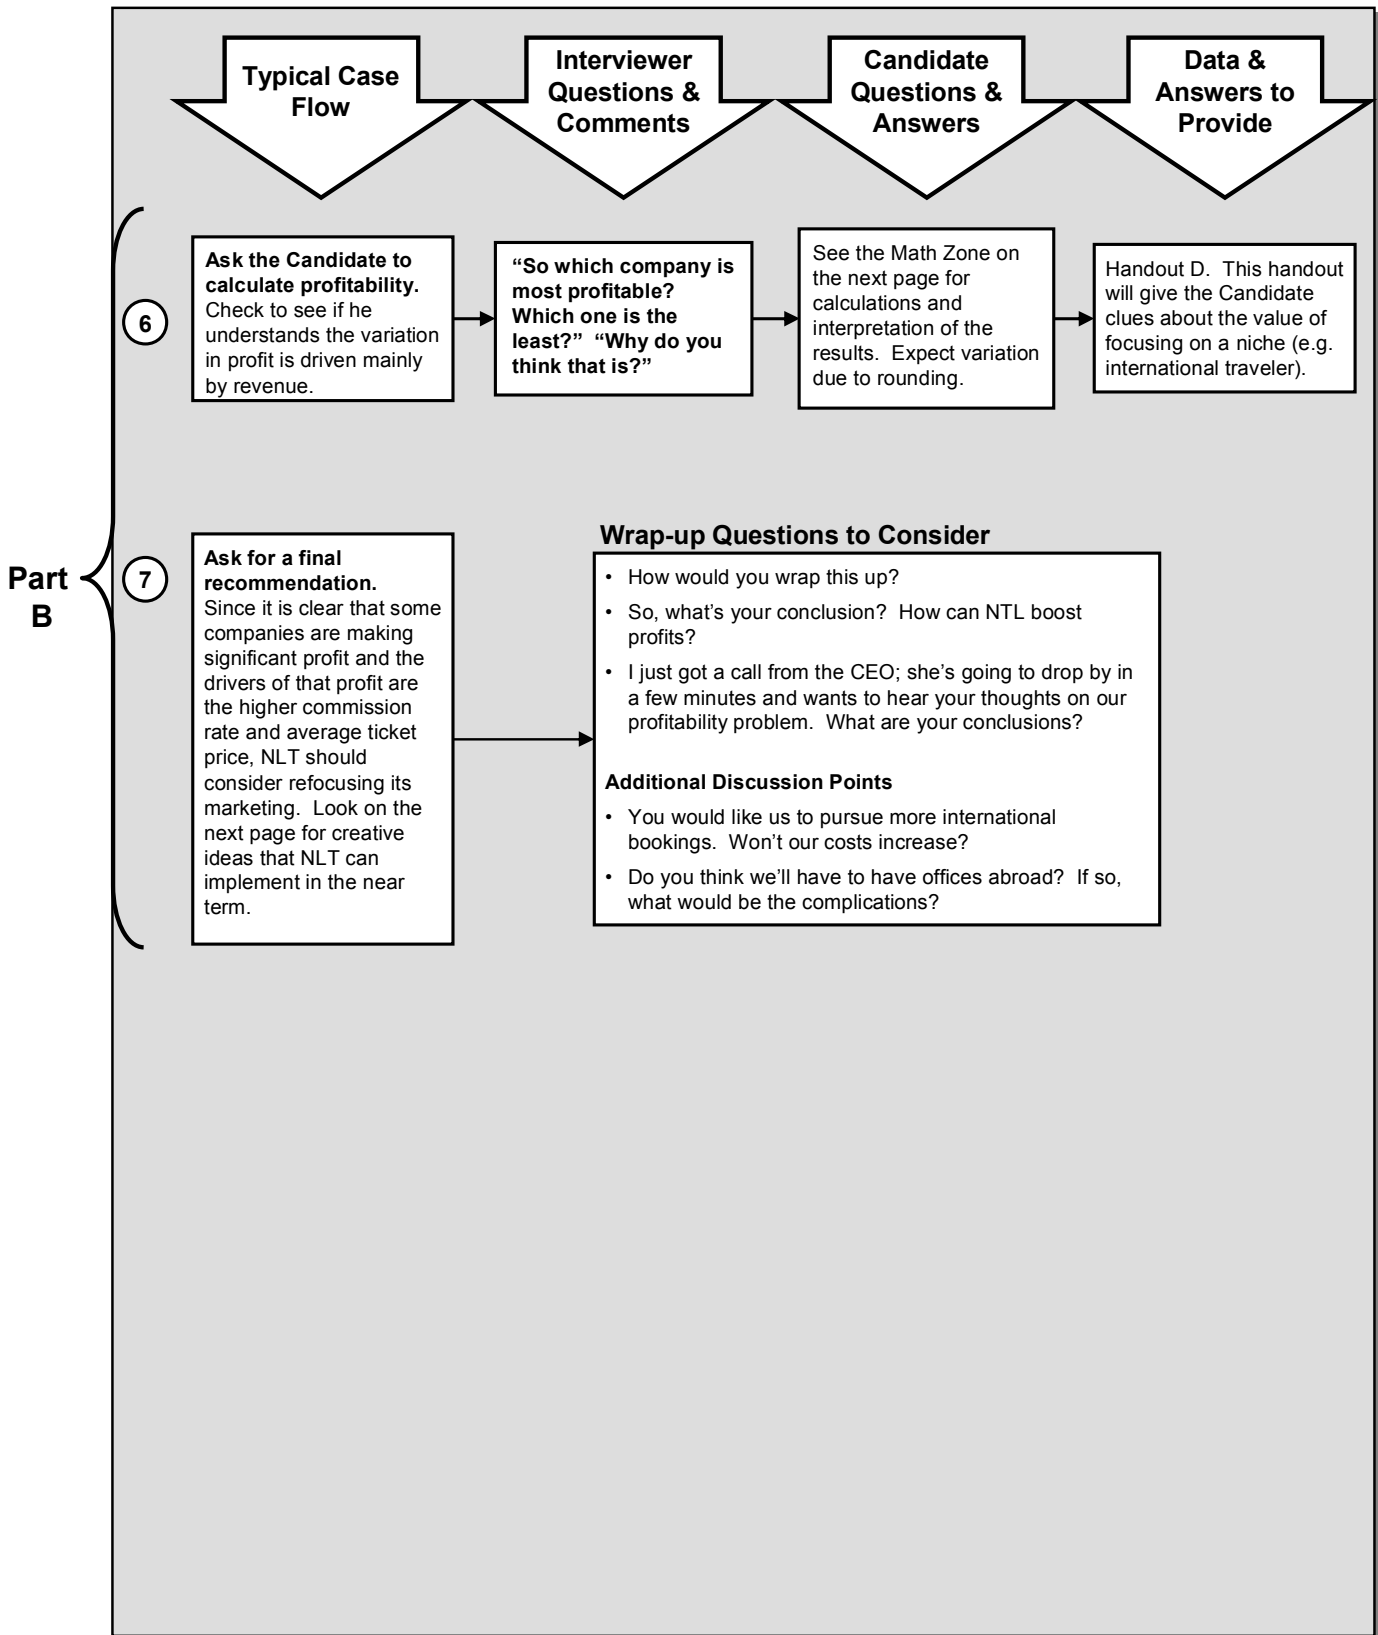 Typical Case
Flow
Interviewer
Questions &
Comments
Candidate
Questions &
Answers
Data &
Answers to
Provide
Part
B
6
Ask the Candidate to
calculate profitability.
Check to see if he
understands the variation
in profit is driven mainly
by revenue.
“So which company is
most profitable?
Which one is the
least?” “Why do you
think that is?”
See the Math Zone on
the next page for
calculations and
interpretation of the
results. Expect variation
due to rounding.
Handout D. This handout
will give the Candidate
clues about the value of
focusing on a niche (e.g.
international traveler).
7
Ask for a final
recommendation.
Since it is clear that some
companies are making
significant profit and the
drivers of that profit are
the higher commission
rate and average ticket
price, NLT should
consider refocusing its
marketing. Look on the
next page for creative
ideas that NLT can
implement in the near
term.
Wrap-up Questions to Consider
• How would you wrap this up?
• So, what’s your conclusion? How can NTL boost
profits?
• I just got a call from the CEO; she’s going to drop by in
a few minutes and wants to hear your thoughts on our
profitability problem. What are your conclusions?
Additional Discussion Points
• You would like us to pursue more international
bookings. Won’t our costs increase?
• Do you think we’ll have to have offices abroad? If so,
what would be the complications?